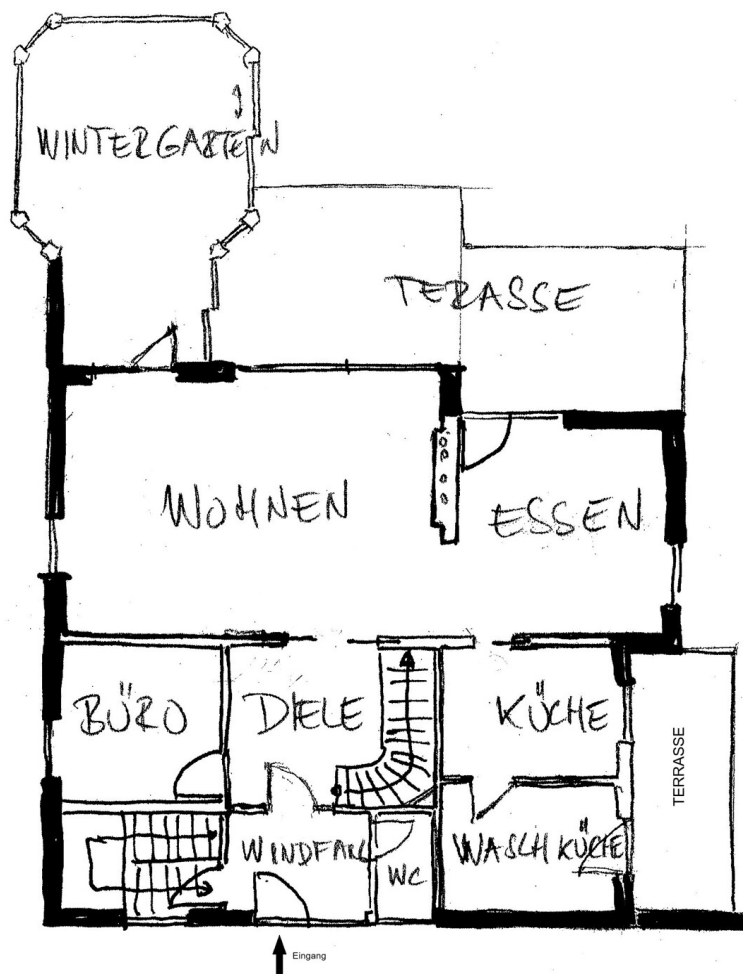 WINTERGARTEN
TERASSE
WOHNEN
ESSEN
BÜRO
DIELE
KÜCHE
TERRASSE
WINDFANG
WC
WASCHKÜCHE
Eingang